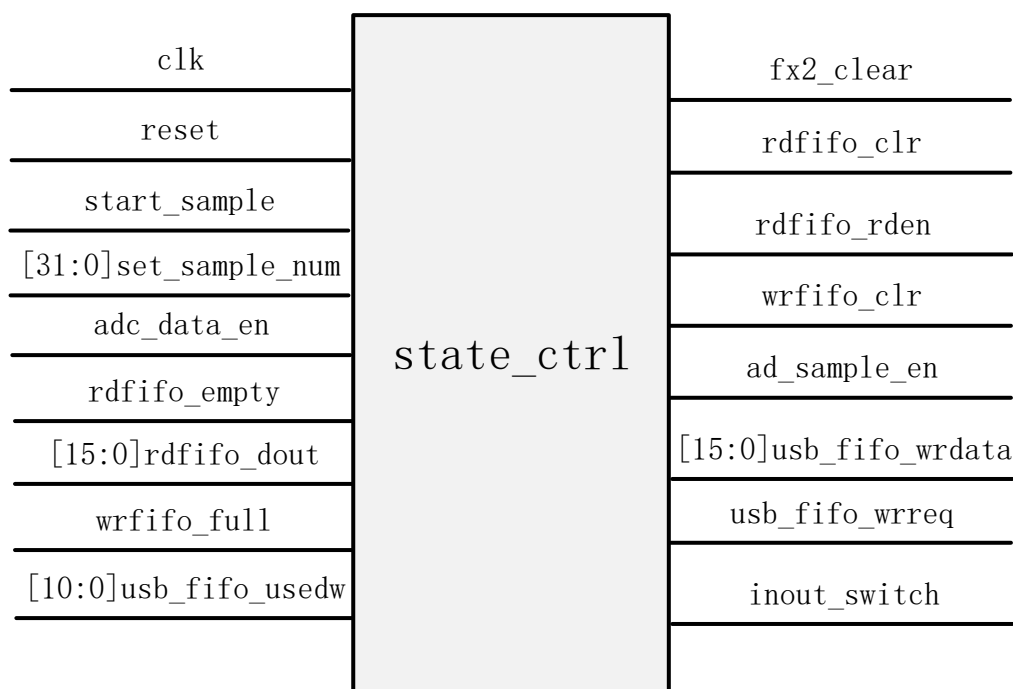 clk
reset
start_sample
[31:0]set_sample_num
adc_data_en
rdfifo_empty
[15:0]rdfifo_dout
wrfifo_full
[10:0]usb_fifo_usedw
state_ctrl
fx2_clear
rdfifo_clr
rdfifo_rden
wrfifo_clr
ad_sample_en
[15:0]usb_fifo_wrdata
usb_fifo_wrreq
inout_switch